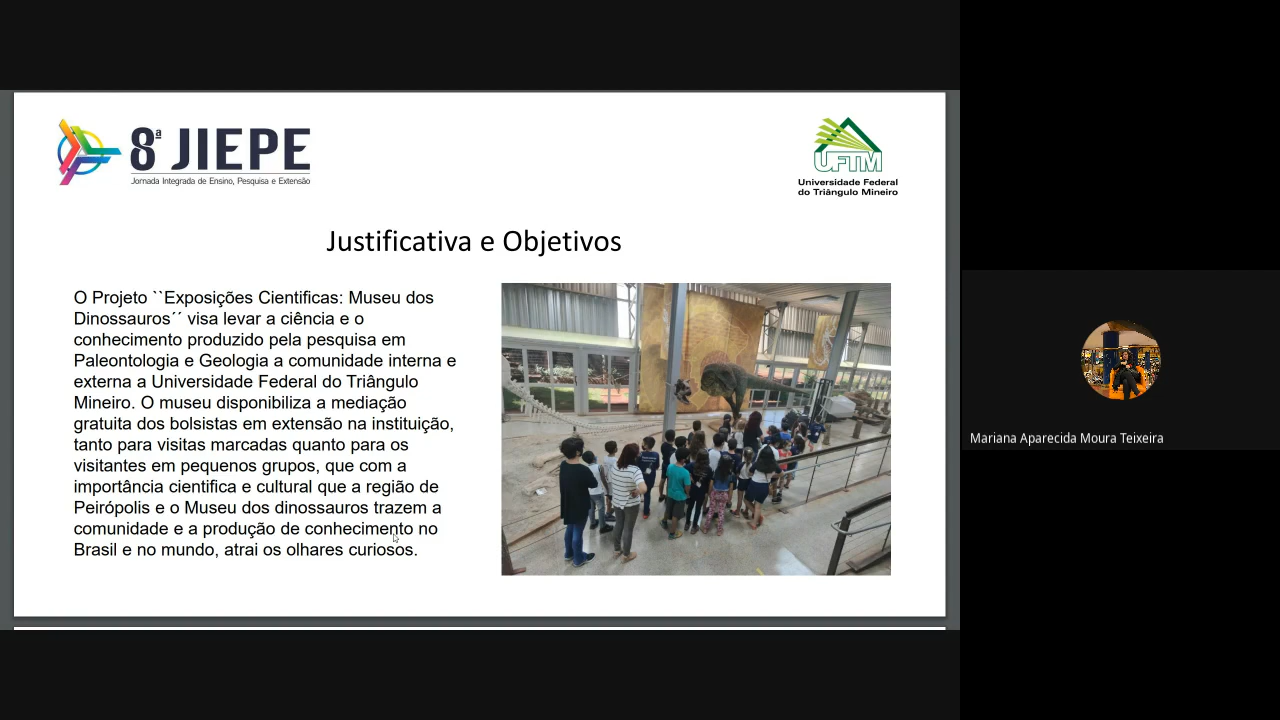 8ª JIEPE
Jornada Integrada de Ensino, Pesquisa e Extensão
UFTM
Universidade Federal
do Triângulo Mineiro
Justificativa e Objetivos
O Projeto ``Exposições Cientificas: Museu dos
Dinossauros´´ visa levar a ciência e o
conhecimento produzido pela pesquisa em
Paleontologia e Geologia a comunidade interna e
externa a Universidade Federal do Triângulo
Mineiro. O museu disponibiliza a mediação
gratuita dos bolsistas em extensão na instituição,
tanto para visitas marcadas quanto para os
visitantes em pequenos grupos, que com a
importância cientifica e cultural que a região de
Peirópolis e o Museu dos dinossauros trazem a
comunidade e a produção de conhecimento no
Brasil e no mundo, atrai os olhares curiosos.
Mariana Aparecida Moura Teixeira